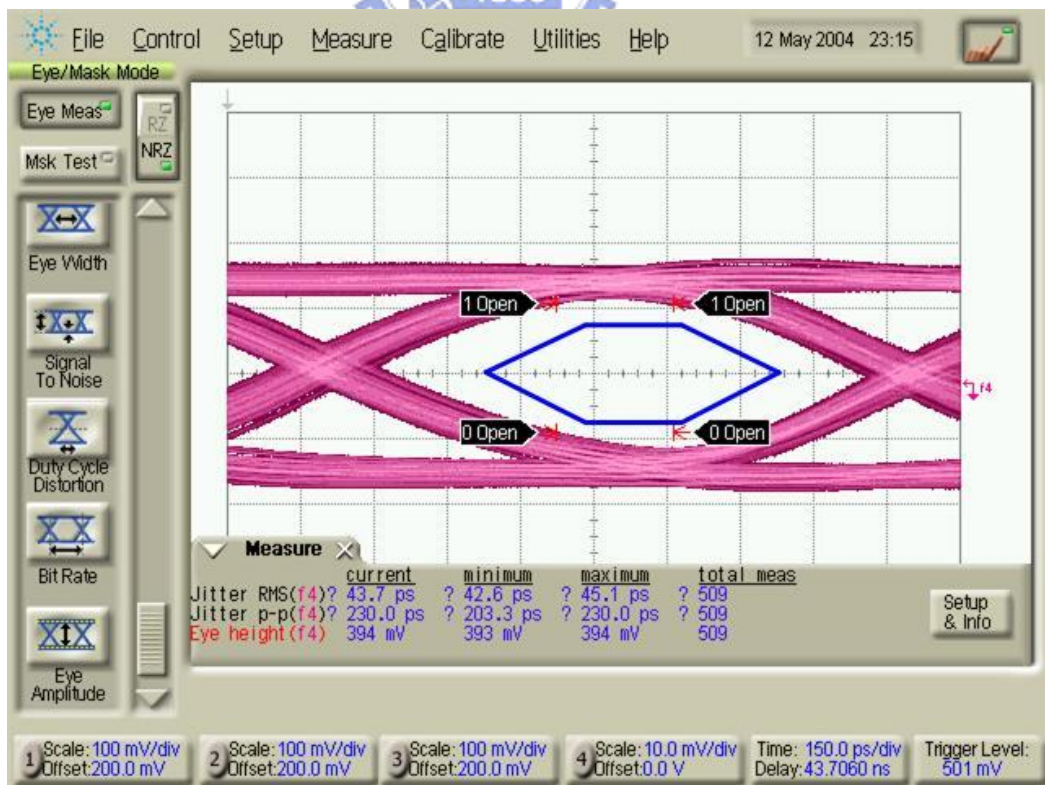 File Control Setup Measure Calibrate Utilities Help 12 May 2004 23:15
Eye/Mask Mode
Eye Meas
RZ
NRZ
Msk Test
Eye Width
Signal
To Noise
Duty Cycle
Distortion
Bit Rate
Eye
Amplitude
1 Open 1 Open
0 Open 0 Open
f4
Measure
current minimum maximum total meas
Jitter RMS(f4)? 43.7 ps ? 42.6 ps ? 45.1 ps ? 509
Jitter p-p(f4)? 230.0 ps ? 203.3 ps ? 230.0 ps ? 509
Eye height(f4) 394 mV 393 mV 394 mV 509
Setup
& Info
1 Scale:100 mV/div
Offset:200.0 mV
2 Scale:100 mV/div
Offset:200.0 mV
3 Scale:100 mV/div
Offset:200.0 mV
4 Scale:10.0 mV/div
Offset:0.0 V
Time: 150.0 ps/div
Delay:43.7060 ns
Trigger Level:
501 mV